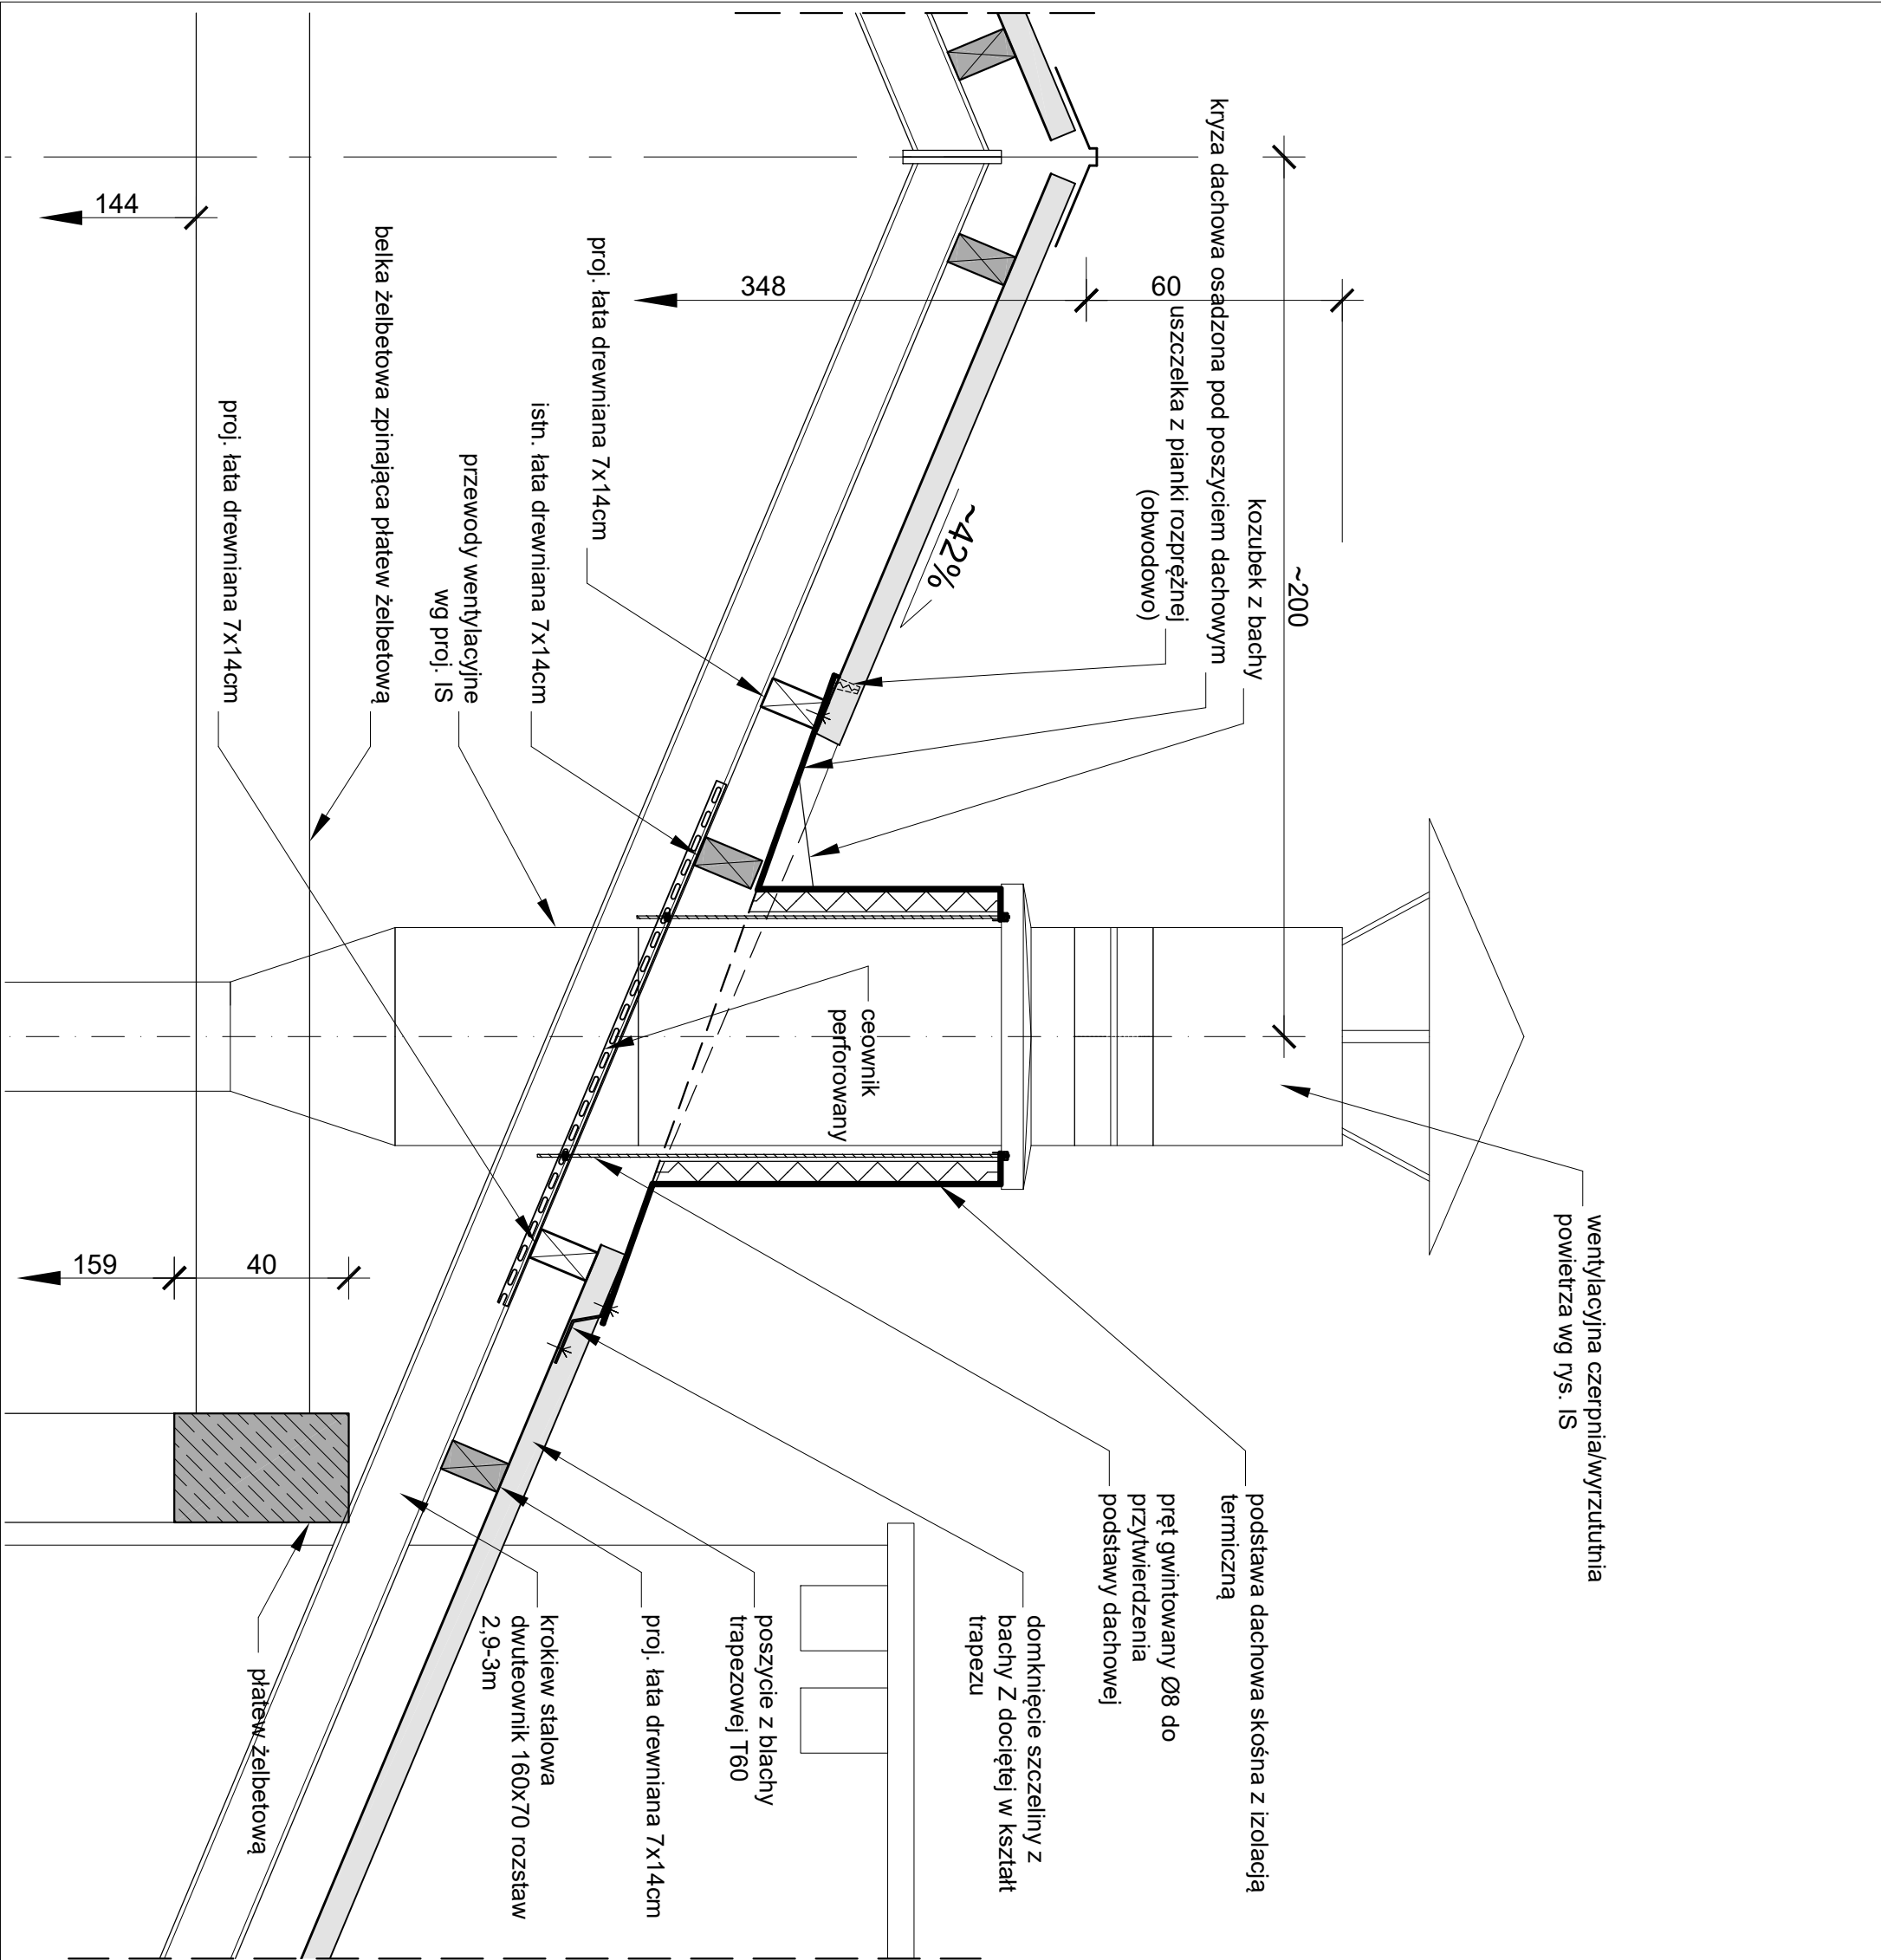 wentylacyjna czerpnia/wyrzututnia
powietrza wg rys. IS
~200
kozubek z bachy
kryza dachowa osadzona pod poszyciem dachowym
uszczelka z pianki rozprężnej
(obwodowo)
60
348
~42%
podstawa dachowa skośna z izolacją
termiczną
pręt gwintowany Ø8 do
przytwierdzenia
podstawy dachowej
domknięcie szczeliny z
bachy Z dociętej w kształt
trapezu
ceownik
perforowany
poszycie z blachy
trapezowej T60
proj. łata drewniana 7x14cm
proj. łata drewniana 7x14cm
krokiew stalowa
dwuteownik 160x70 rozstaw
2,9-3m
istn. łata drewniana 7x14cm
przewody wentylacyjne
wg proj. IS
belka żelbetowa zpinająca płatew żelbetową
płatew żelbetową
proj. łata drewniana 7x14cm
40
144
159